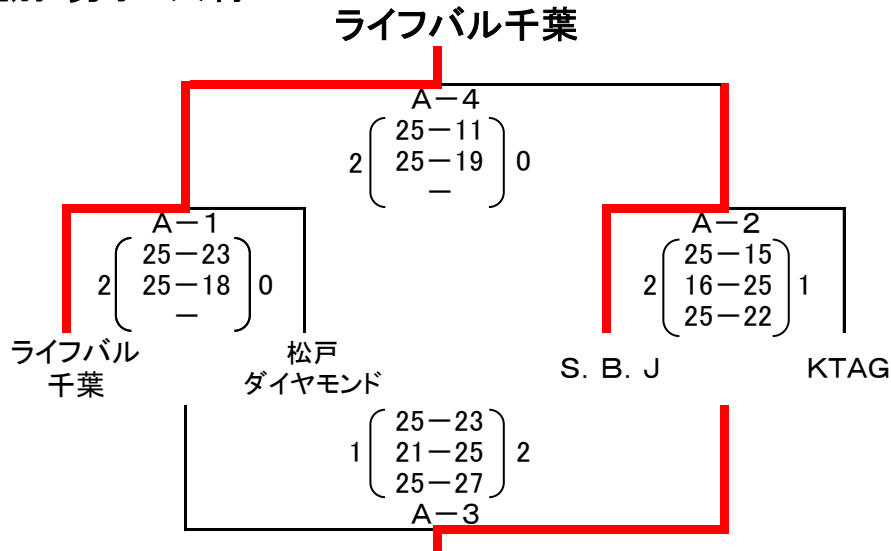 ライフバル千葉
A-4
25-11
2 25-19 0
-
A-1
25-23
2 25-18 0
-
A-2
25-15
2 16-25 1
25-22
ライフバル
千葉
松戸
ダイヤモンド
S. B. J
KTAG
25-23
1 21-25 2
25-27
A-3